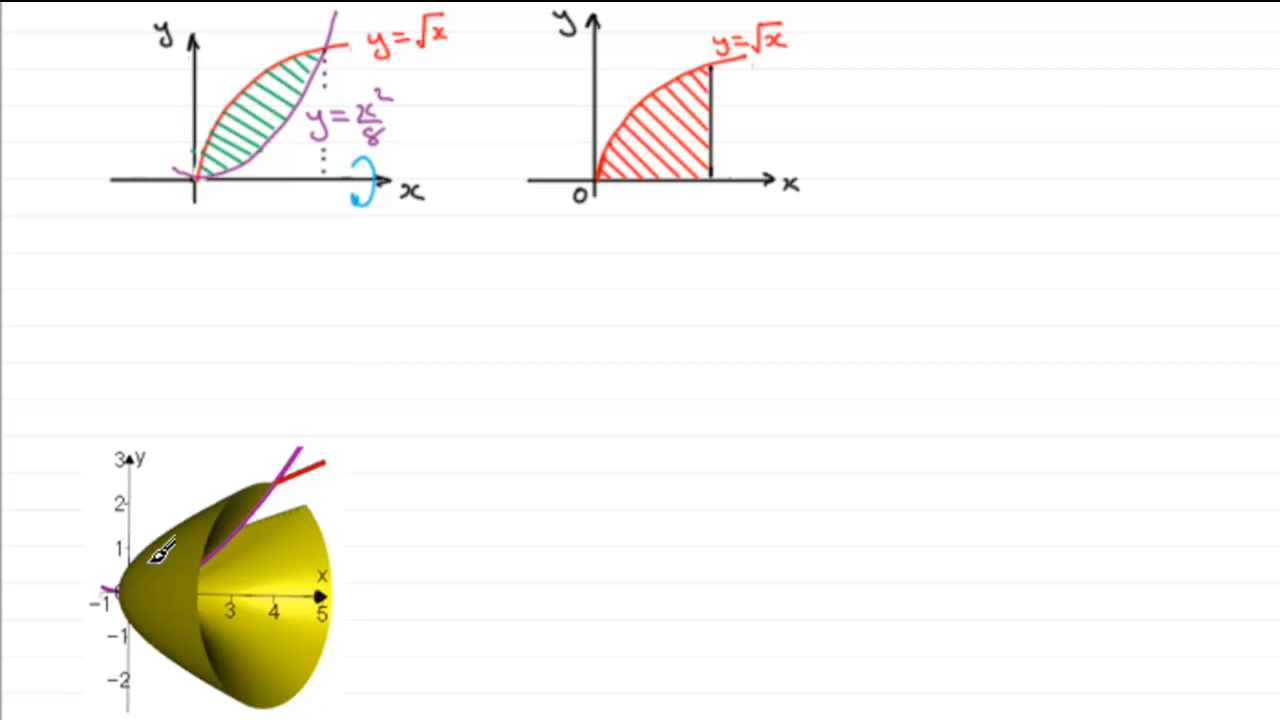 y
y = √x
y = x²/8
x
y
y = √x
0
x
3 y
2
1
x
-1 3 4 5
-1
-2